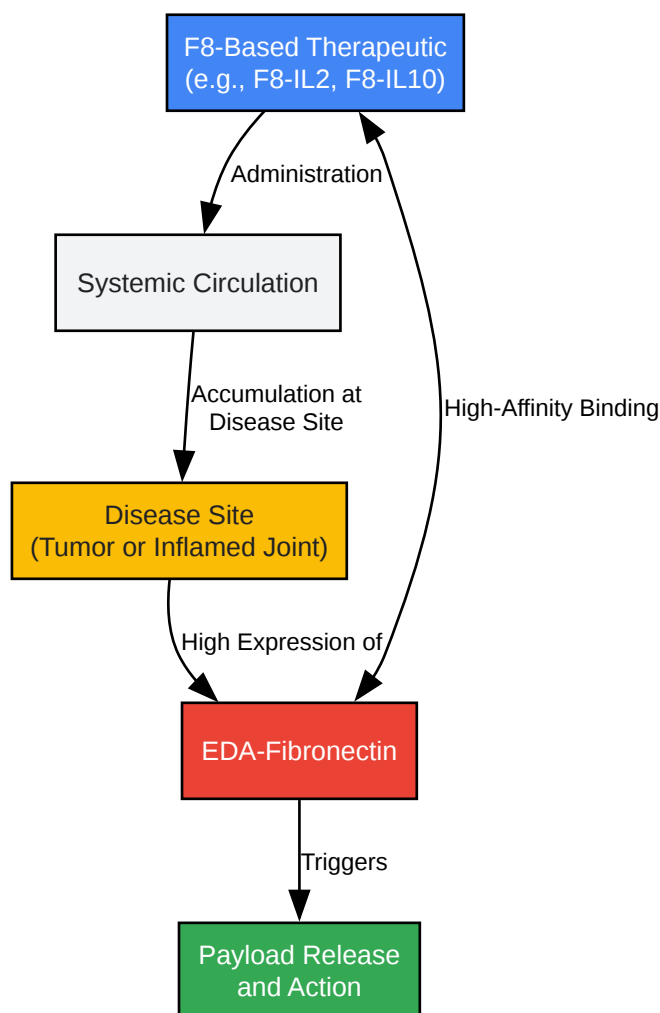 F8-Based Therapeutic
(e.g., F8-IL2, F8-IL10)
Administration
Systemic Circulation
Accumulation at
Disease Site
High-Affinity Binding
Disease Site
(Tumor or Inflamed Joint)
High Expression of
EDA-Fibronectin
Triggers
Payload Release
and Action